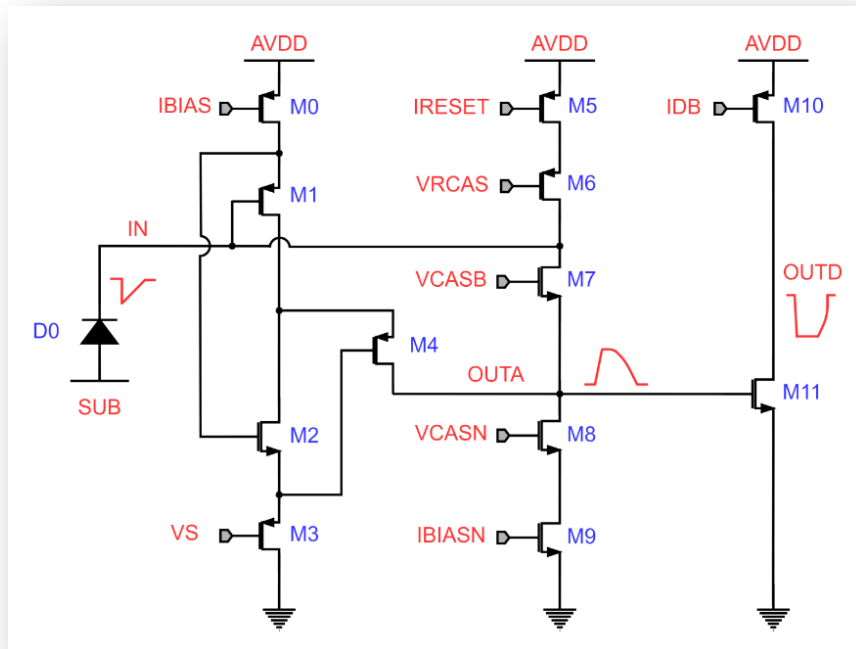 AVDD AVDD AVDD
IBIAS M0 IRESET M5 IDB M10
M1 VRCAS M6
IN
VCASB M7 OUTD
D0 M4
OUTA M11
SUB
M2 VCASN M8
VS M3 IBIASN M9